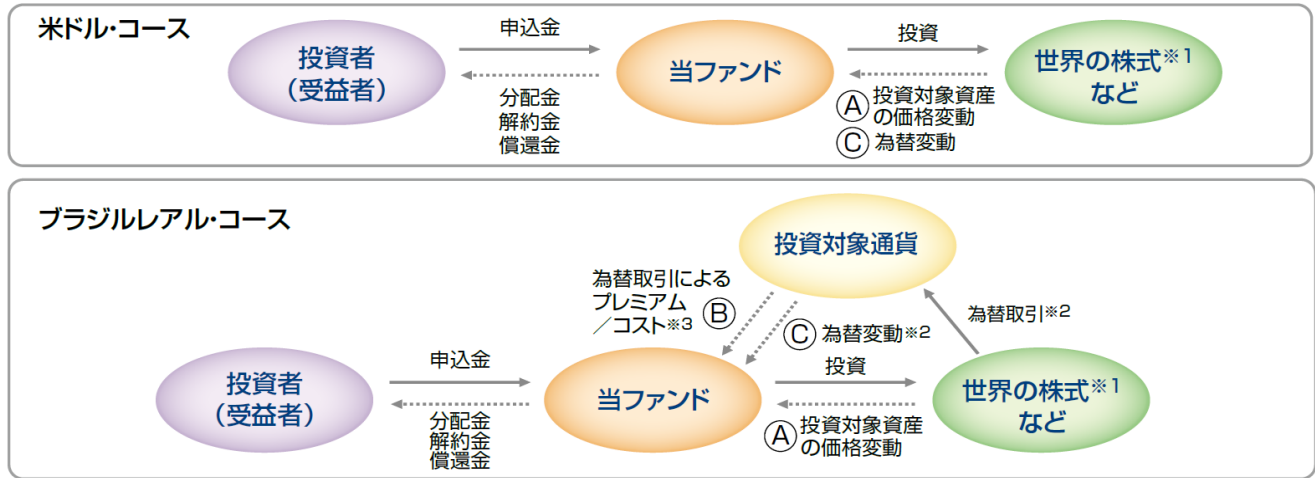 米ドル・コース
投資者
（受益者）
申込金
分配金
解約金
償還金
当ファンド
投資
Ⓐ 投資対象資産
の価格変動
Ⓒ 為替変動
世界の株式※1
など
ブラジルレアル・コース
投資対象通貨
為替取引による
プレミアム
／コスト※3 Ⓑ
Ⓒ 為替変動※2
為替取引※2
投資者
（受益者）
申込金
分配金
解約金
償還金
当ファンド
投資
Ⓐ 投資対象資産
の価格変動
世界の株式※1
など